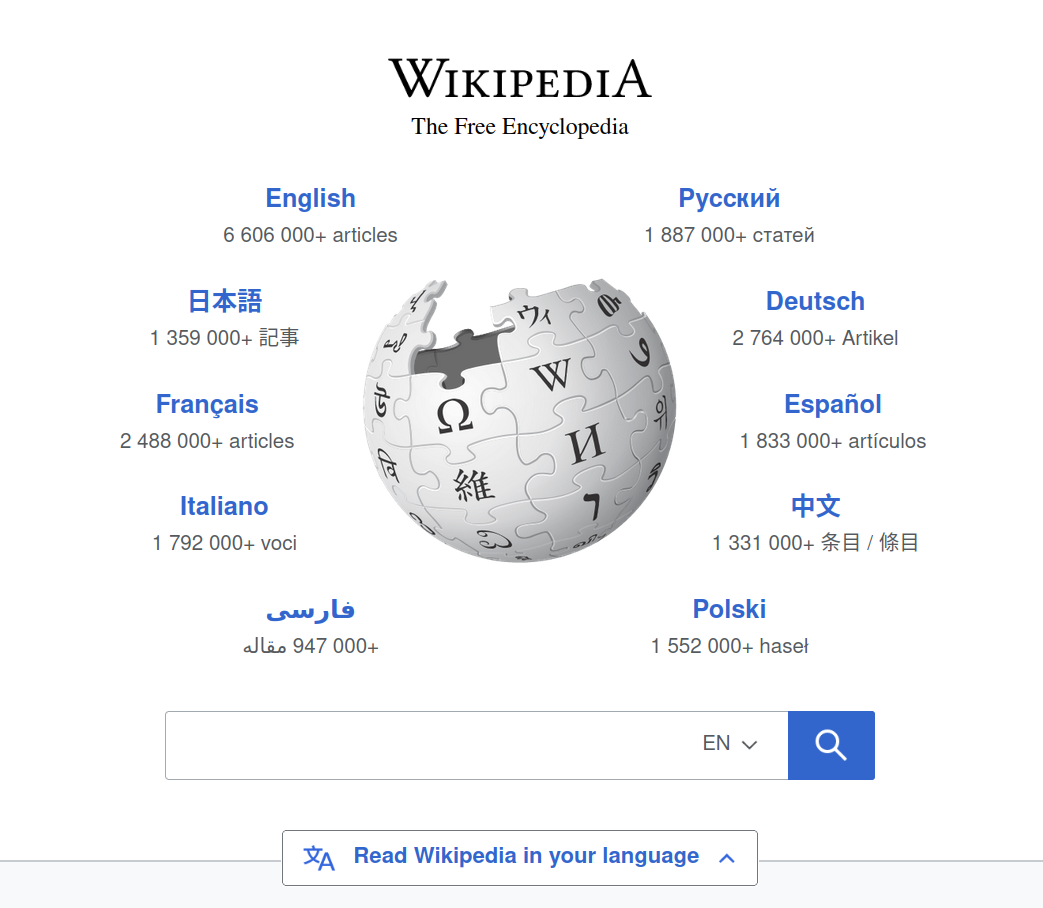 WIKIPEDIA
The Free Encyclopedia
English
6 606 000+ articles
Русский
1 887 000+ статей
日本語
1 359 000+ 記事
Deutsch
2 764 000+ Artikel
Français
2 488 000+ articles
Español
1 833 000+ artículos
Italiano
1 792 000+ voci
中文
1 331 000+ 条目 / 條目
فارسی
947 000+ مقاله
Polski
1 552 000+ haseł
ウィ
W
Ω
И
維
EN
Read Wikipedia in your language